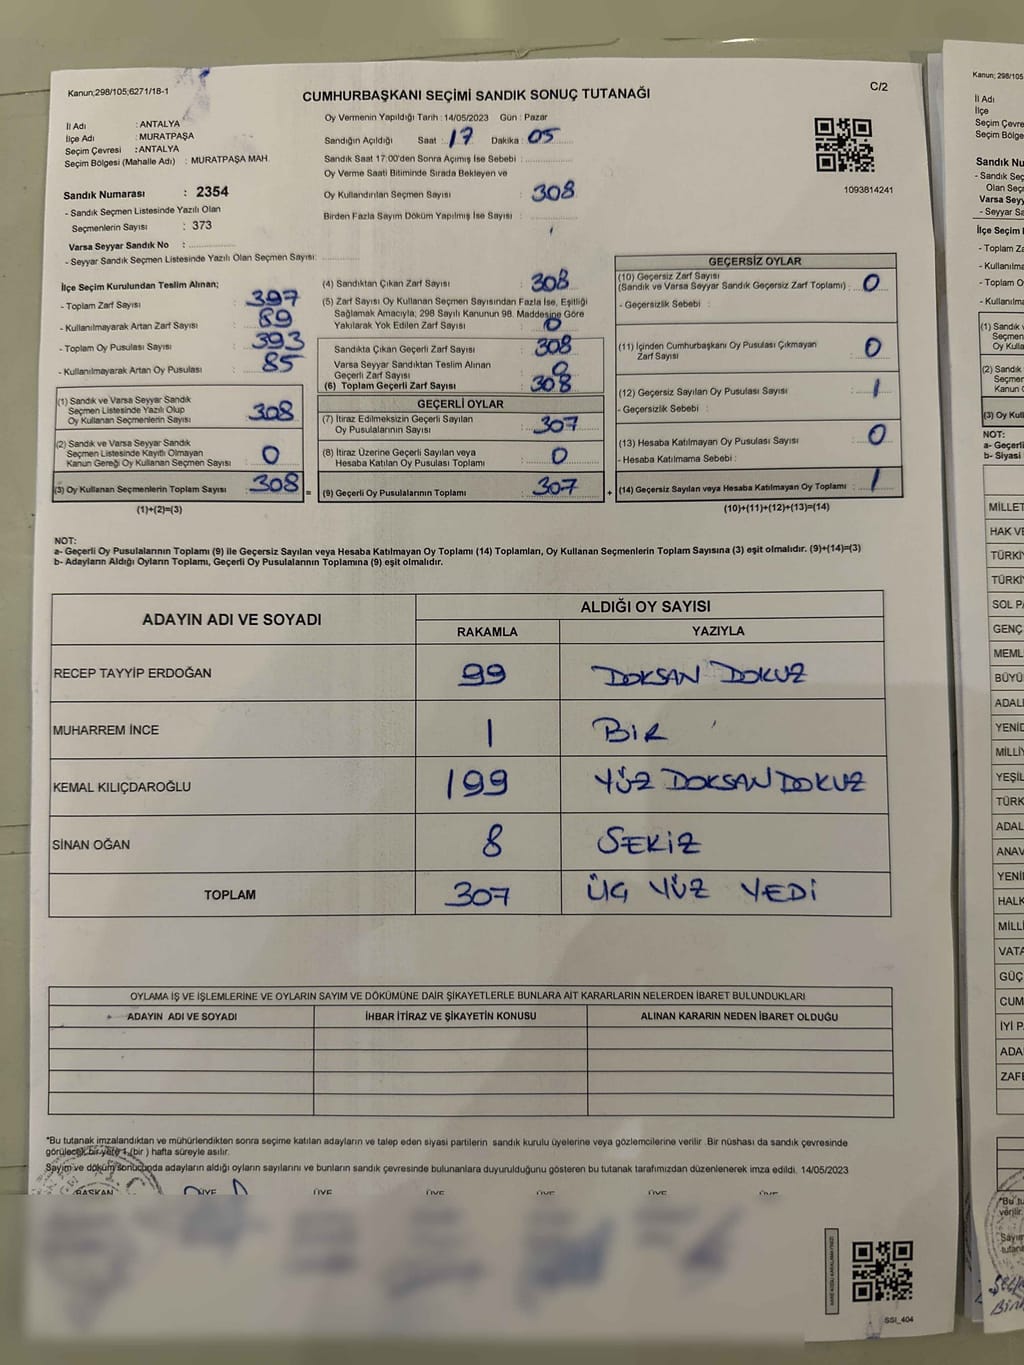 Kanun;298/105;6271/18-1
C/2
CUMHURBAŞKANI SEÇİMİ SANDIK SONUÇ TUTANAĞI
İl Adı : ANTALYA
İlçe Adı : MURATPAŞA
Seçim Çevresi : ANTALYA
Seçim Bölgesi (Mahalle Adı) : MURATPAŞA MAH.
Sandık Numarası : 2354
- Sandık Seçmen Listesinde Yazılı Olan
Seçmenlerin Sayısı : 373
Varsa Seyyar Sandık No :
- Seyyar Sandık Seçmen Listesinde Yazılı Olan Seçmen Sayısı:
Oy Vermenin Yapıldığı Tarih : 14/05/2023 Gün : Pazar
Sandığın Açıldığı Saat : 17 Dakika : 05
Sandık Saat 17:00'den Sonra Açımış İse Sebebi :
Oy Verme Saati Bitiminde Sırada Bekleyen ve
Oy Kullandırılan Seçmen Sayısı : 308
Birden Fazla Sayım Döküm Yapılmış İse Sayısı :
1093814241
İlçe Seçim Kurulundan Teslim Alınan;
- Toplam Zarf Sayısı : 397
- Kullanılmayarak Artan Zarf Sayısı : 89
- Toplam Oy Pusulası Sayısı : 393
- Kullanılmayarak Artan Oy Pusulası : 85
(1) Sandık ve Varsa Seyyar Sandık
Seçmen Listesinde Yazılı Olup
Oy Kullanan Seçmenlerin Sayısı : 308
(2) Sandık ve Varsa Seyyar Sandık
Seçmen Listesinde Kayıtlı Olmayan
Kanun Gereği Oy Kullanan Seçmen Sayısı : 0
(3) Oy Kullanan Seçmenlerin Toplam Sayısı : 308 =
(1)+(2)=(3)
(4) Sandıktan Çıkan Zarf Sayısı : 308
(5) Zarf Sayısı Oy Kullanan Seçmen Sayısından Fazla İse, Eşitliği
Sağlamak Amacıyla; 298 Sayılı Kanunun 98. Maddesine Göre
Yakılarak Yok Edilen Zarf Sayısı : 0
Sandıkta Çıkan Geçerli Zarf Sayısı : 308
Varsa Seyyar Sandıktan Teslim Alınan
Geçerli Zarf Sayısı : 0
(6) Toplam Geçerli Zarf Sayısı : 308
GEÇERLİ OYLAR
(7) İtiraz Edilmeksizin Geçerli Sayılan
Oy Pusulalarının Sayısı : 307
(8) İtiraz Üzerine Geçerli Sayılan veya
Hesaba Katılan Oy Pusulası Toplamı : 0
(9) Geçerli Oy Pusulalarının Toplamı : 307 +
GEÇERSİZ OYLAR
(10) Geçersiz Zarf Sayısı
(Sandık ve Varsa Seyyar Sandık Geçersiz Zarf Toplamı) : 0
- Geçersizlik Sebebi :
(11) İçinden Cumhurbaşkanı Oy Pusulası Çıkmayan
Zarf Sayısı : 0
(12) Geçersiz Sayılan Oy Pusulası Sayısı : 1
- Geçersizlik Sebebi :
(13) Hesaba Katılmayan Oy Pusulası Sayısı : 0
- Hesaba Katılmama Sebebi :
(14) Geçersiz Sayılan veya Hesaba Katılmayan Oy Toplamı : 1
(10)+(11)+(12)+(13)=(14)
NOT:
a- Geçerli Oy Pusulalarının Toplamı (9) ile Geçersiz Sayılan veya Hesaba Katılmayan Oy Toplamı (14) Toplamları, Oy Kullanan Seçmenlerin Toplam Sayısına (3) eşit olmalıdır. (9)+(14)=(3)
b- Adayların Aldığı Oyların Toplamı, Geçerli Oy Pusulalarının Toplamına (9) eşit olmalıdır.
ADAYIN ADI VE SOYADI ALDIĞI OY SAYISI
RAKAMLA YAZIYLA
RECEP TAYYİP ERDOĞAN 99 DOKSAN DOKUZ
MUHARREM İNCE 1 BİR
KEMAL KILIÇDAROĞLU 199 YÜZ DOKSAN DOKUZ
SİNAN OĞAN 8 SEKİZ
TOPLAM 307 ÜÇ YÜZ YEDİ
OYLAMA İŞ VE İŞLEMLERİNE VE OYLARIN SAYIM VE DÖKÜMÜNE DAİR ŞİKAYETLERLE BUNLARA AİT KARARLARIN NELERDEN İBARET BULUNDUKLARI
ADAYIN ADI VE SOYADI İHBAR İTİRAZ VE ŞİKAYETİN KONUSU ALINAN KARARIN NEDEN İBARET OLDUĞU
*Bu tutanak imzalandıktan ve mühürlendikten sonra seçime katılan adayların ve talep eden siyasi partilerin sandık kurulu üyelerine veya gözlemcilerine verilir .Bir nüshası da sandık çevresinde
görülecek bir yere 1 (bir ) hafta süreyle asılır.
Sayım ve döküm sonucunda adayların aldığı oyların sayılarını ve bunların sandık çevresinde bulunanlara duyurulduğunu gösteren bu tutanak tarafımızdan düzenlenerek imza edildi. 14/05/2023
BAŞKAN ÜYE ÜYE ÜYE ÜYE ÜYE ÜYE
SSI_404
Kanun; 298/105
İl Adı
İlçe
Seçim Çevre
Seçim Bölge
Sandık Nu
- Sandık Seç
Olan Seç
Varsa Seyy
- Seyyar S
İlçe Seçim
- Toplam Za
- Kullanılma
- Toplam O
- Kullanılma
(1) Sandık v
Seçmen
Oy Kulla
(2) Sandık
Seçmen
Kanun G
(3) Oy Kull
NOT:
a- Geçerli
b- Siyasi
MİLLET
HAK VE
TÜRKİY
TÜRKİ
SOL PA
GENÇ
MEML
BÜYÜ
ADALE
YENİD
MİLLİY
YEŞİL
TÜRK
ADAL
ANAV
YENİ
HALK
MİLLİ
VATA
GÜÇ
CUM
İYİ P
ADA
ZAFE
*Bu tu
verilir.
Sayım
tutana